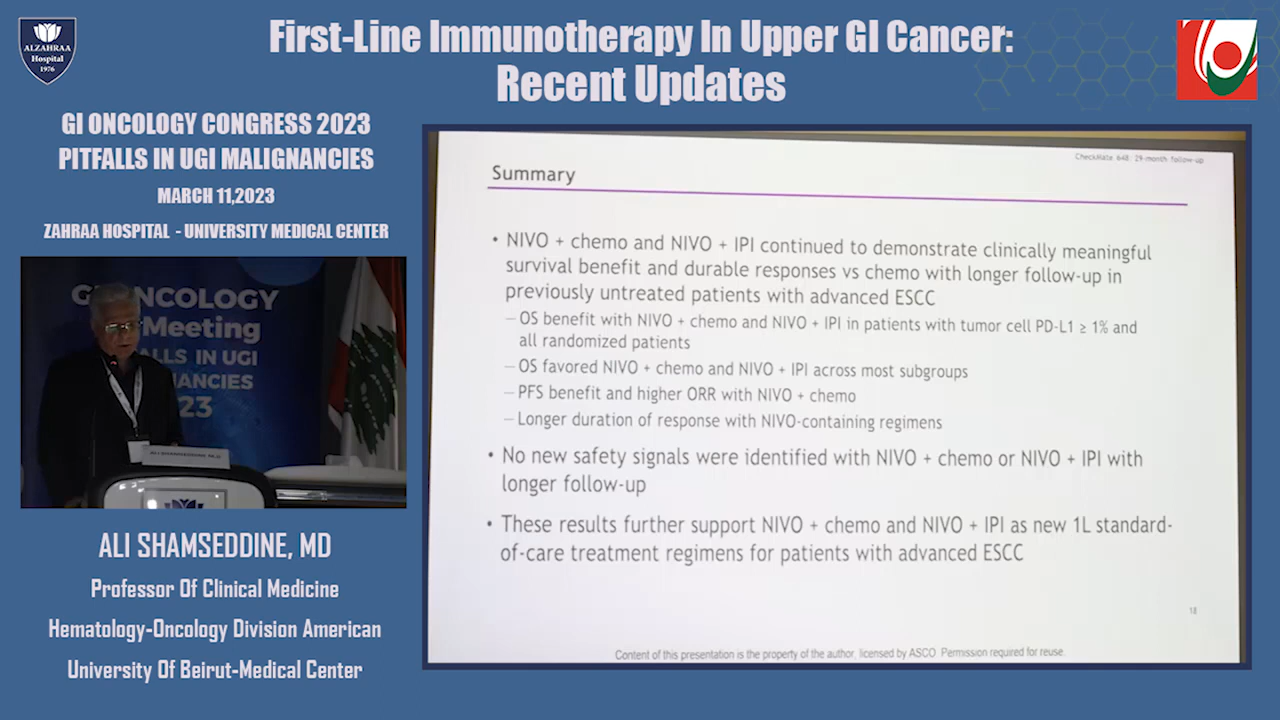 ALZAHRAA
Hospital
1976
First-Line Immunotherapy In Upper GI Cancer:
Recent Updates
GI ONCOLOGY CONGRESS 2023
PITFALLS IN UGI MALIGNANCIES
MARCH 11,2023
ZAHRAA HOSPITAL - UNIVERSITY MEDICAL CENTER
GI ONCOLOGY
Meeting
ALLS IN UGI
NANCIES
23
ALI SHAMSEDDINE, M.D
ALI SHAMSEDDINE, MD
Professor Of Clinical Medicine
Hematology-Oncology Division American
University Of Beirut-Medical Center
CheckMate 648: 29-month follow-up
Summary
• NIVO + chemo and NIVO + IPI continued to demonstrate clinically meaningful
survival benefit and durable responses vs chemo with longer follow-up in
previously untreated patients with advanced ESCC
– OS benefit with NIVO + chemo and NIVO + IPI in patients with tumor cell PD-L1 ≥ 1% and
all randomized patients
– OS favored NIVO + chemo and NIVO + IPI across most subgroups
– PFS benefit and higher ORR with NIVO + chemo
– Longer duration of response with NIVO-containing regimens
• No new safety signals were identified with NIVO + chemo or NIVO + IPI with
longer follow-up
• These results further support NIVO + chemo and NIVO + IPI as new 1L standard-
of-care treatment regimens for patients with advanced ESCC
18
Content of this presentation is the property of the author, licensed by ASCO. Permission required for reuse.